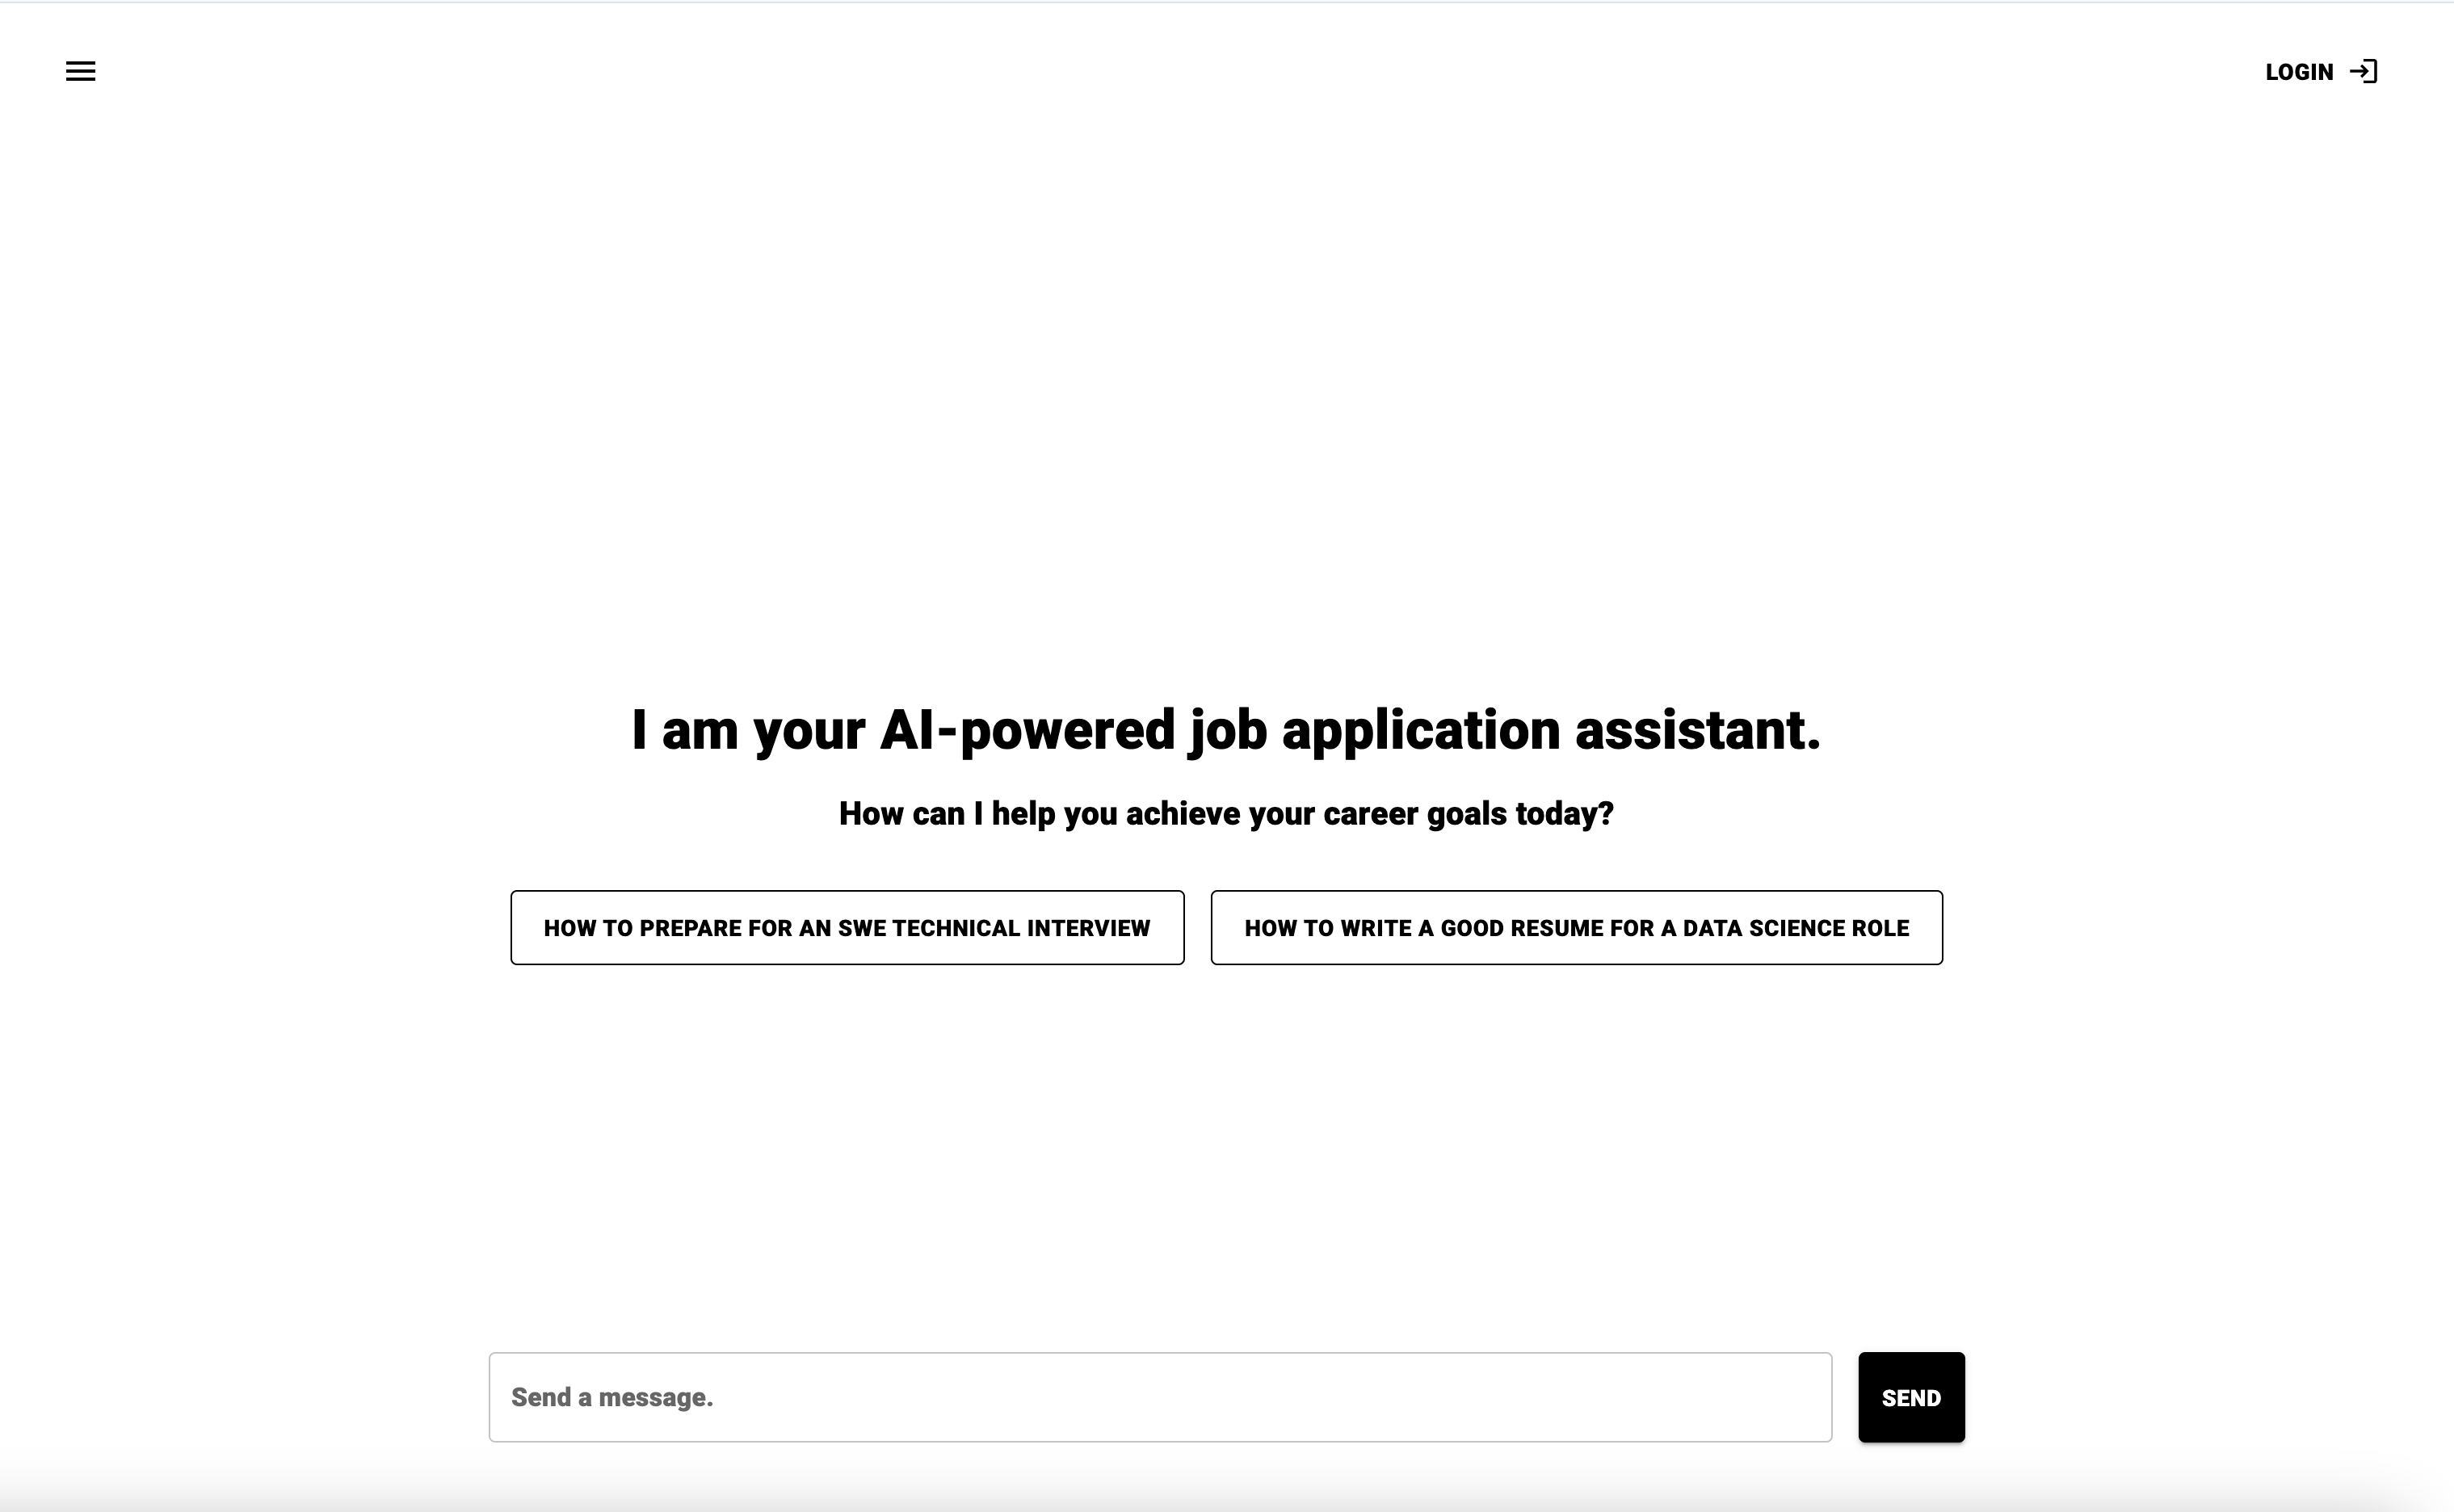 LOGIN
I am your AI-powered job application assistant.
How can I help you achieve your career goals today?
HOW TO PREPARE FOR AN SWE TECHNICAL INTERVIEW
HOW TO WRITE A GOOD RESUME FOR A DATA SCIENCE ROLE
Send a message.
SEND